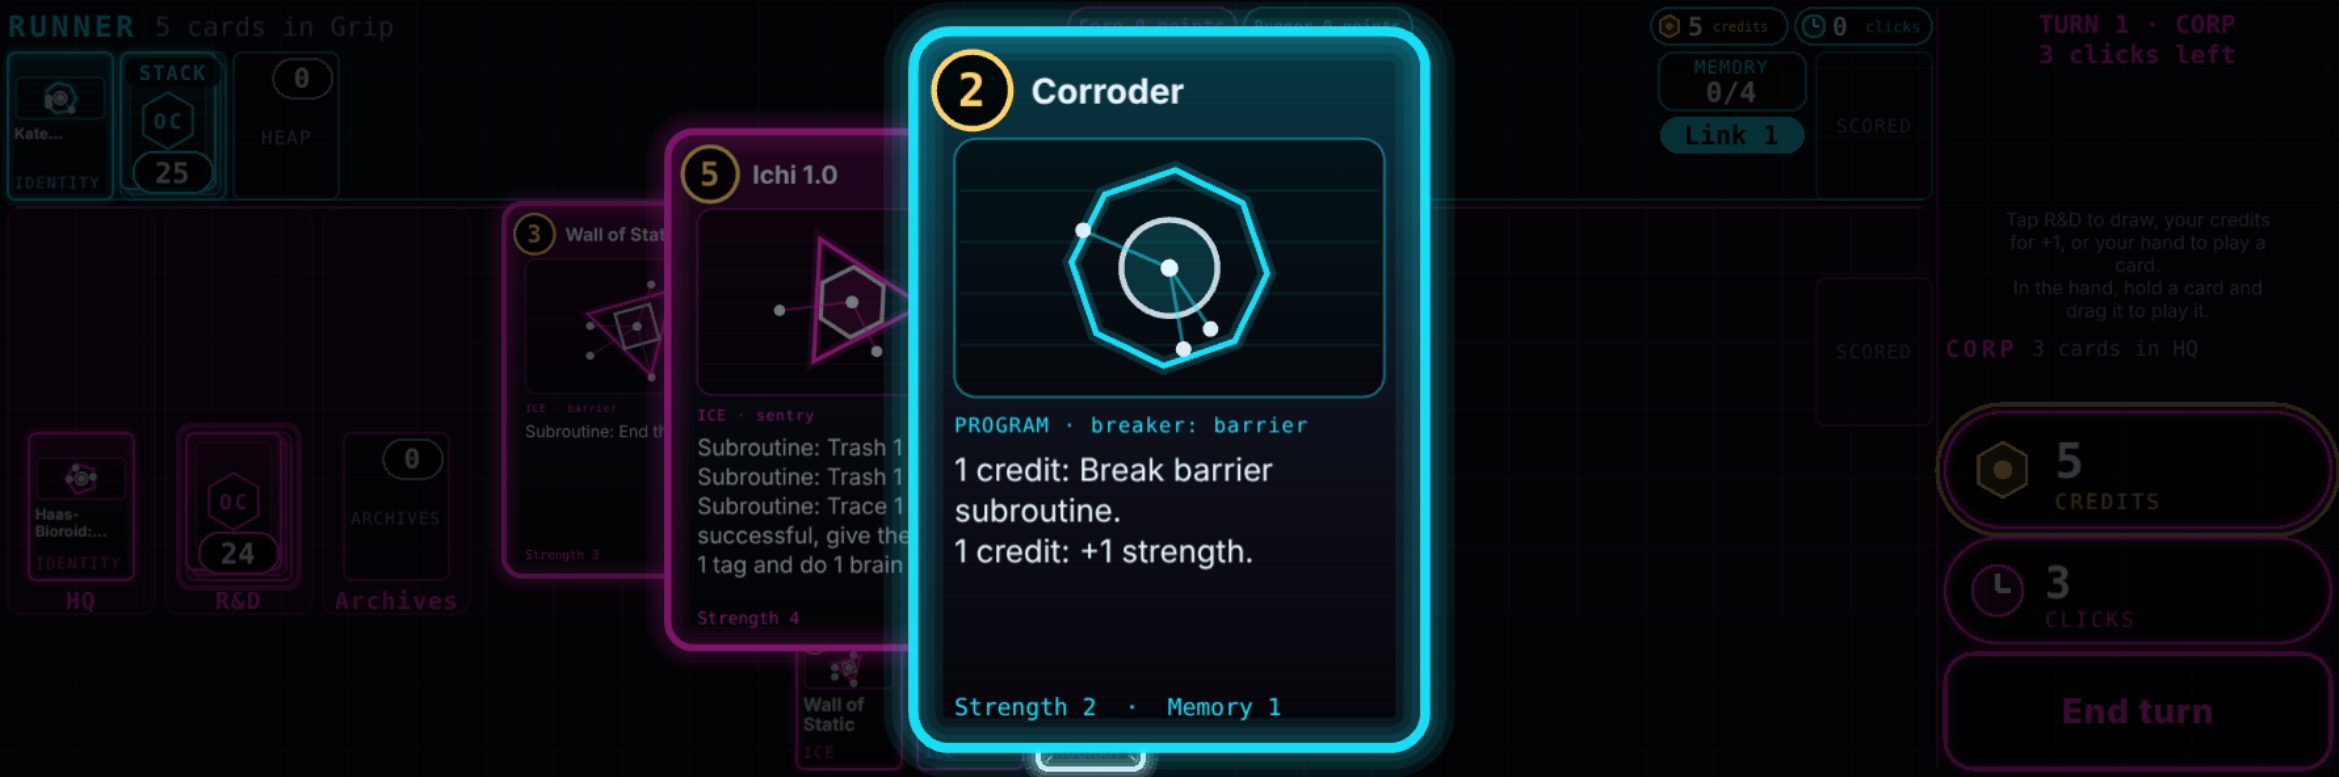 RUNNER 5 cards in Grip
Corp 0 points
Runner 0 points
5 credits
0 clicks
TURN 1 · CORP
3 clicks left
STACK
OC
25
0
HEAP
Kate...
IDENTITY
MEMORY
0/4
Link 1
SCORED
2 Corroder
PROGRAM · breaker: barrier
1 credit: Break barrier
subroutine.
1 credit: +1 strength.
Strength 2 · Memory 1
5 Ichi 1.0
ICE · sentry
Subroutine: Trash 1
Subroutine: Trash 1
Subroutine: Trace 1
successful, give the
1 tag and do 1 brain
Strength 4
3 Wall of Stat
ICE · barrier
Subroutine: End th
Strength 3
Tap R&D to draw, your credits
for +1, or your hand to play a
card.
In the hand, hold a card and
drag it to play it.
SCORED
CORP 3 cards in HQ
Haas-
Bioroid:...
IDENTITY
HQ
OC
24
R&D
0
ARCHIVES
Archives
Wall of
Static
ICE
5
CREDITS
3
CLICKS
End turn